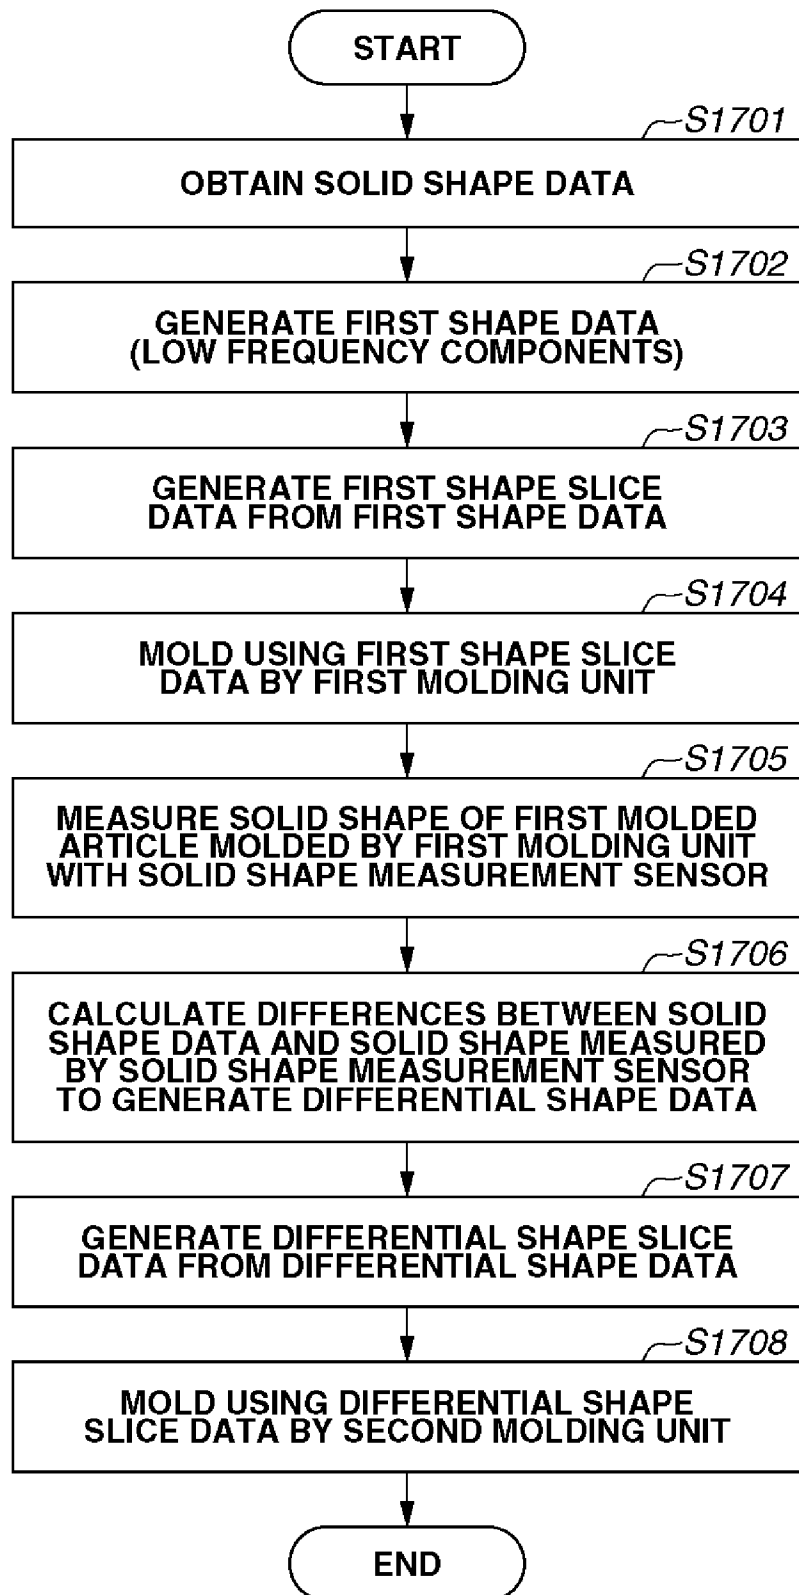 START
S1701
OBTAIN SOLID SHAPE DATA
S1702
GENERATE FIRST SHAPE DATA
(LOW FREQUENCY COMPONENTS)
S1703
GENERATE FIRST SHAPE SLICE
DATA FROM FIRST SHAPE DATA
S1704
MOLD USING FIRST SHAPE SLICE
DATA BY FIRST MOLDING UNIT
S1705
MEASURE SOLID SHAPE OF FIRST MOLDED
ARTICLE MOLDED BY FIRST MOLDING UNIT
WITH SOLID SHAPE MEASUREMENT SENSOR
S1706
CALCULATE DIFFERENCES BETWEEN SOLID
SHAPE DATA AND SOLID SHAPE MEASURED
BY SOLID SHAPE MEASUREMENT SENSOR
TO GENERATE DIFFERENTIAL SHAPE DATA
S1707
GENERATE DIFFERENTIAL SHAPE SLICE
DATA FROM DIFFERENTIAL SHAPE DATA
S1708
MOLD USING DIFFERENTIAL SHAPE
SLICE DATA BY SECOND MOLDING UNIT
END